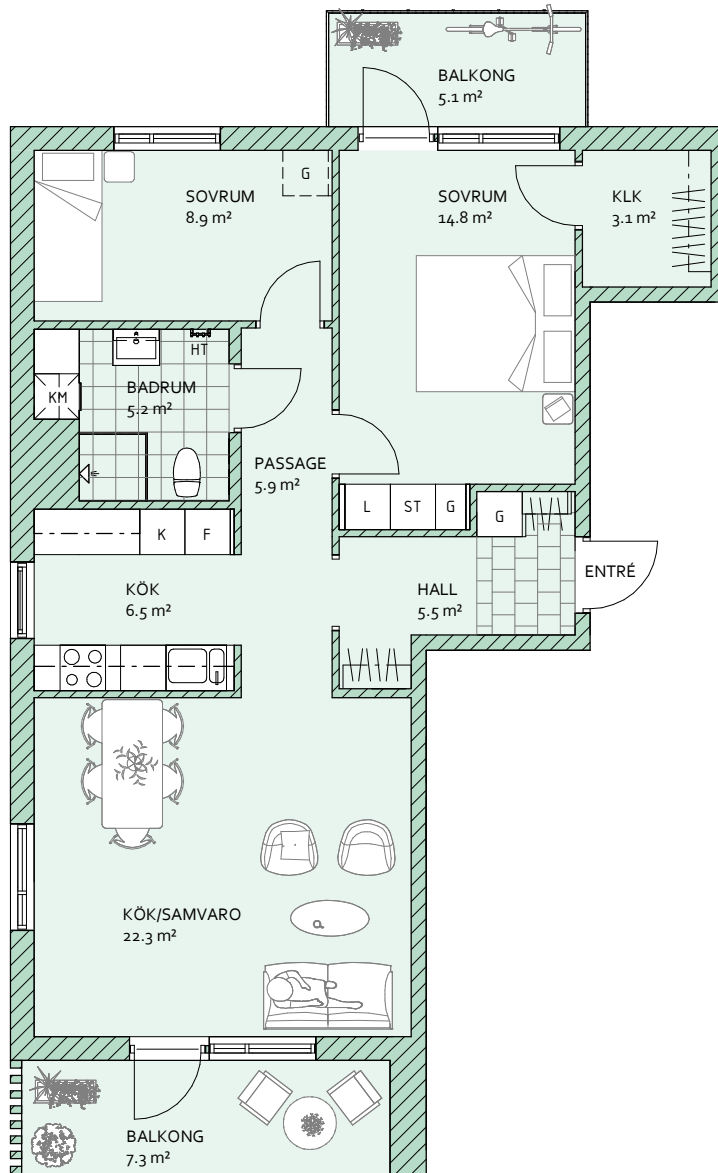 BALKONG
5.1 m²
SOVRUM
8.9 m²
G
SOVRUM
14.8 m²
KLK
3.1 m²
HT
KM
BADRUM
5.2 m²
PASSAGE
5.9 m²
L
ST
G
G
K
F
ENTRÉ
KÖK
6.5 m²
HALL
5.5 m²
KÖK/SAMVARO
22.3 m²
BALKONG
7.3 m²